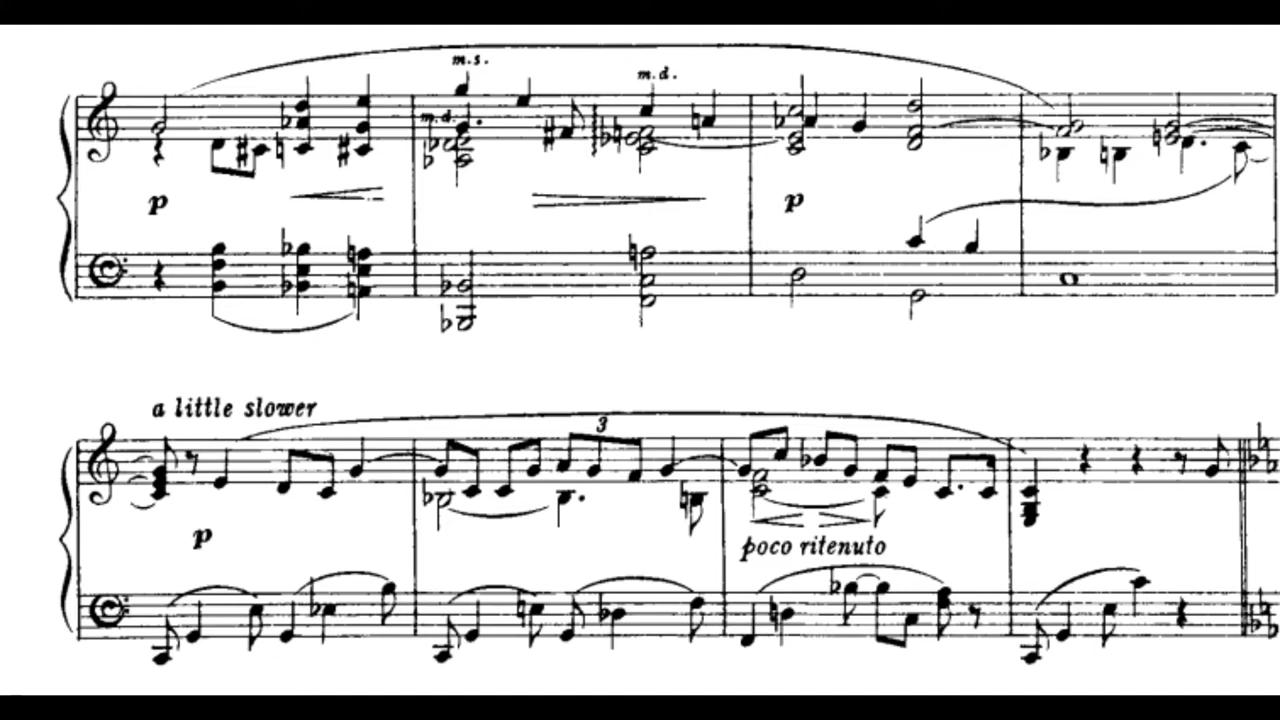 m.s.
m.d.
m.d.
p
p
a little slower
3
p
poco ritenuto